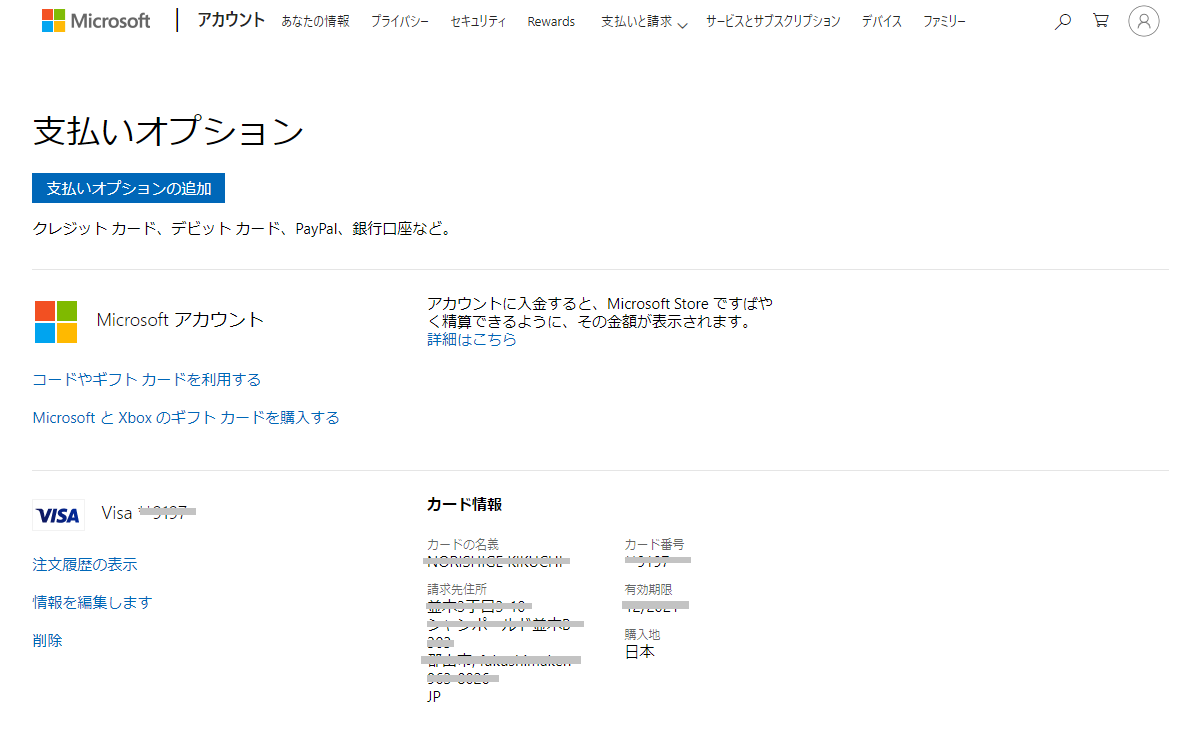 Microsoft | アカウント あなたの情報 プライバシー セキュリティ Rewards 支払いと請求 サービスとサブスクリプション デバイス ファミリー
支払いオプション
支払いオプションの追加
クレジット カード、デビット カード、PayPal、銀行口座など。
Microsoft アカウント
アカウントに入金すると、Microsoft Store ですばや
く精算できるように、その金額が表示されます。
詳細はこちら
コードやギフト カードを利用する
Microsoft と Xbox のギフト カードを購入する
VISA Visa
注文履歴の表示
情報を編集します
削除
カード情報
カードの名義
請求先住所
JP
カード番号
有効期限
購入地
日本